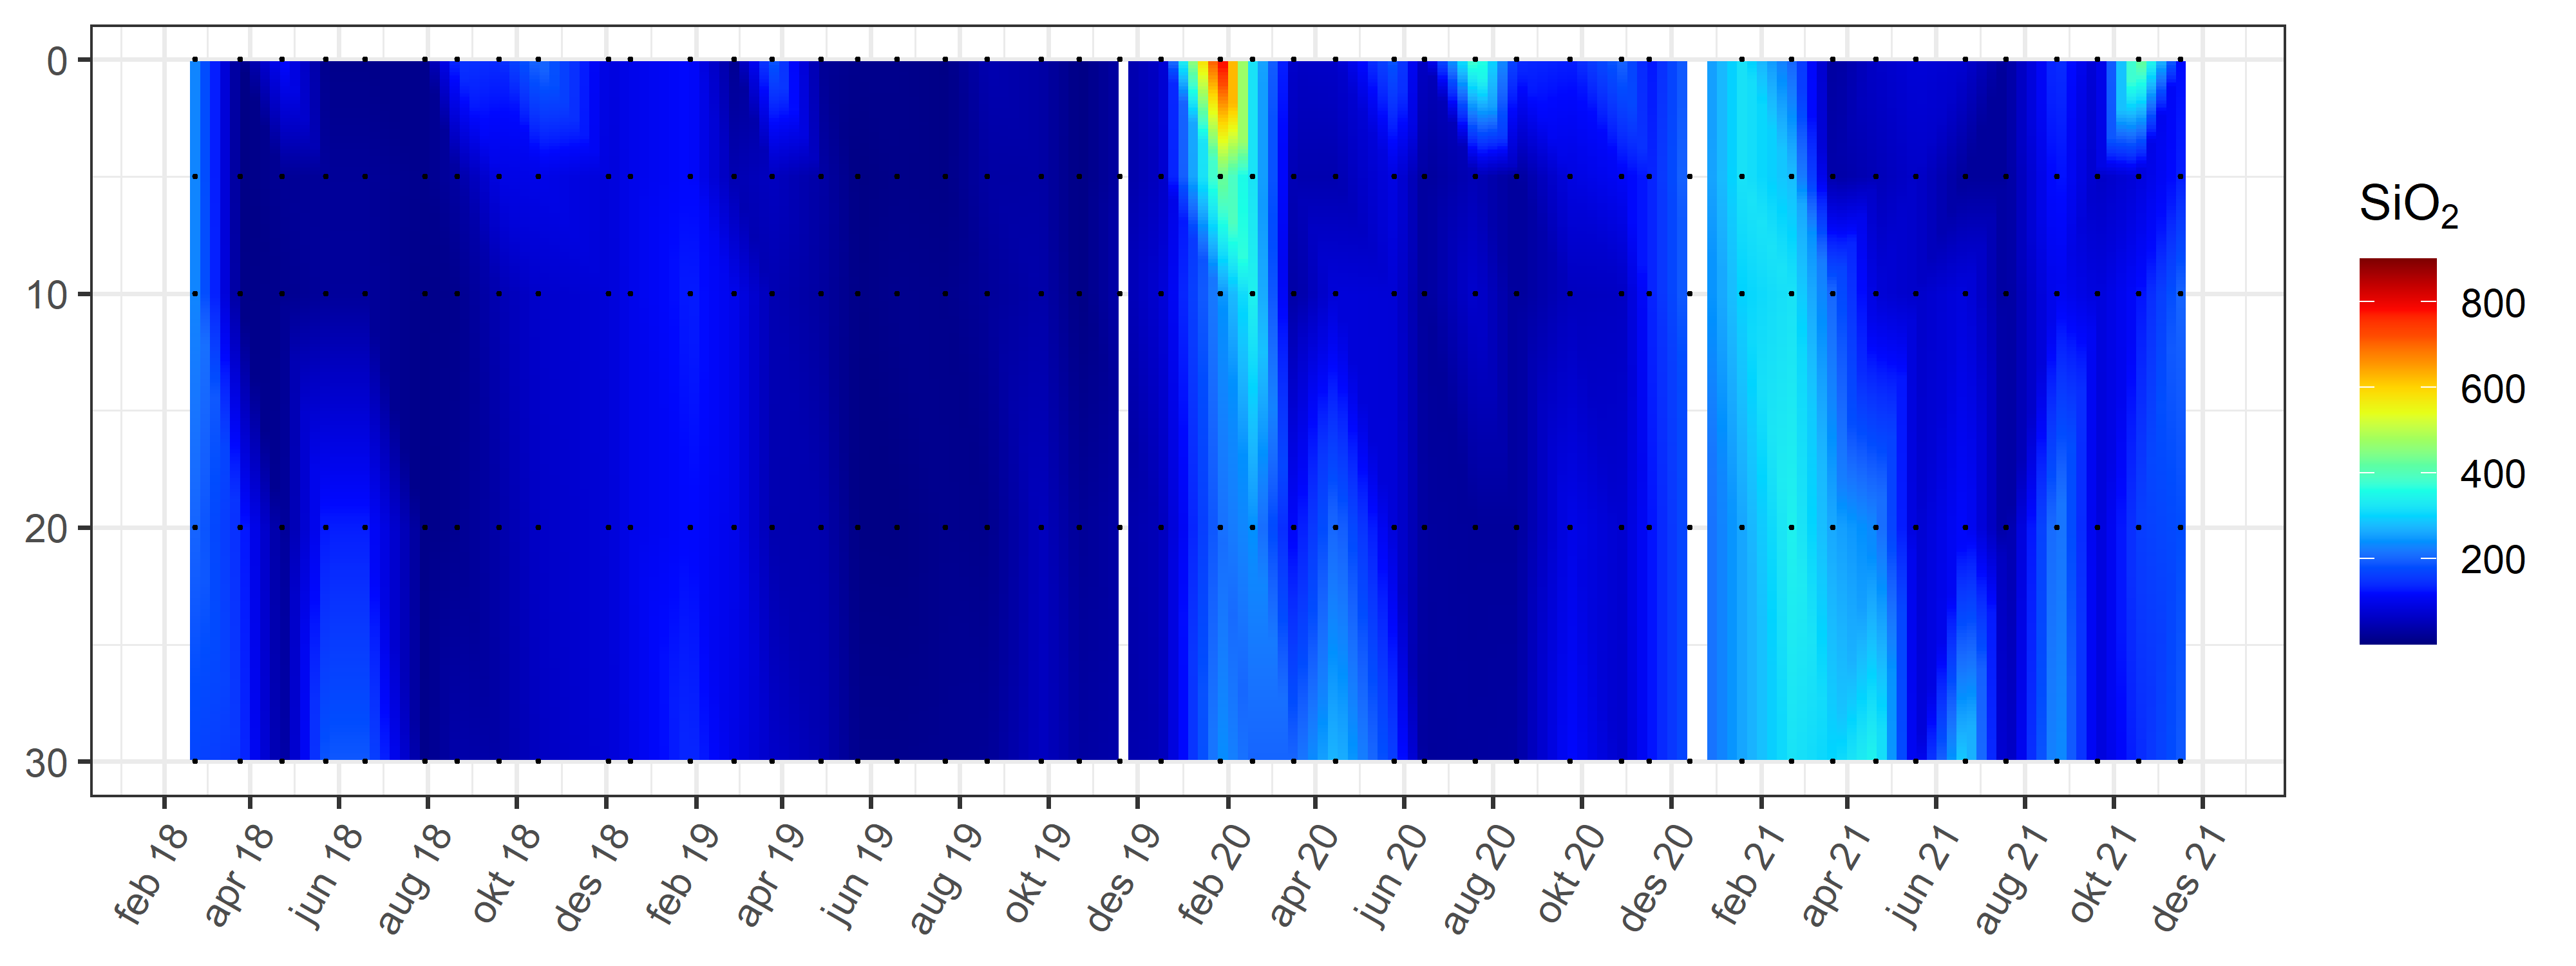 0
10
20
30
feb 18
apr 18
jun 18
aug 18
okt 18
des 18
feb 19
apr 19
jun 19
aug 19
okt 19
des 19
feb 20
apr 20
jun 20
aug 20
okt 20
des 20
feb 21
apr 21
jun 21
aug 21
okt 21
des 21
SiO₂
800
600
400
200